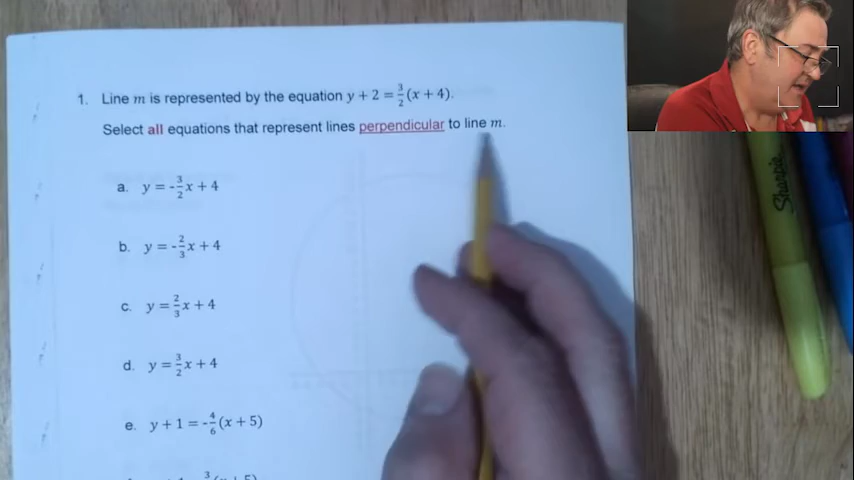 1. Line m is represented by the equation y + 2 = 3/2(x + 4).
Select all equations that represent lines perpendicular to line m.
a. y = -3/2x + 4
b. y = -2/3x + 4
c. y = 2/3x + 4
d. y = 3/2x + 4
e. y + 1 = -4/6(x + 5)
Sharpie